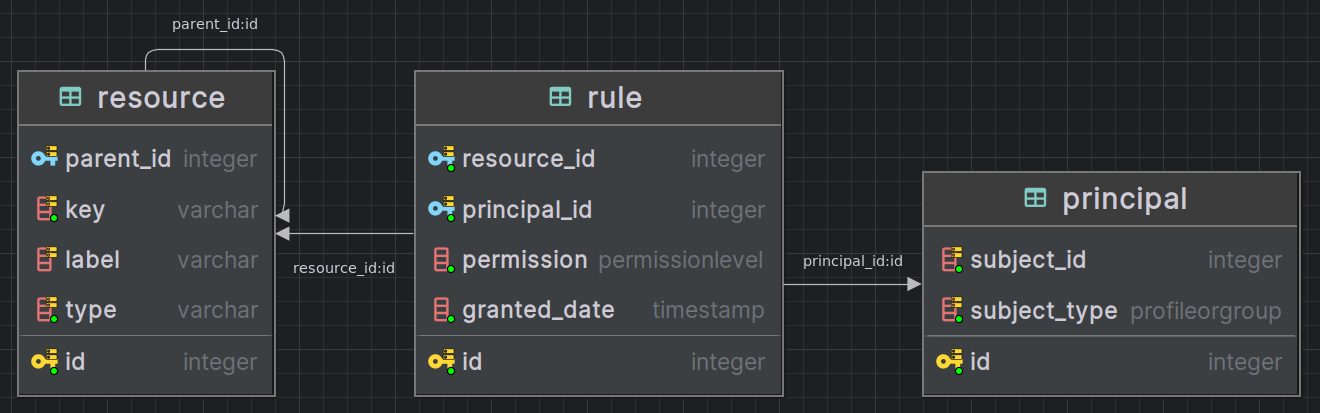 parent_id:id
resource
parent_id integer
key varchar
label varchar
type varchar
id integer
resource_id:id
rule
resource_id integer
principal_id integer
permission permissionlevel
granted_date timestamp
id integer
principal_id:id
principal
subject_id integer
subject_type profileorgroup
id integer